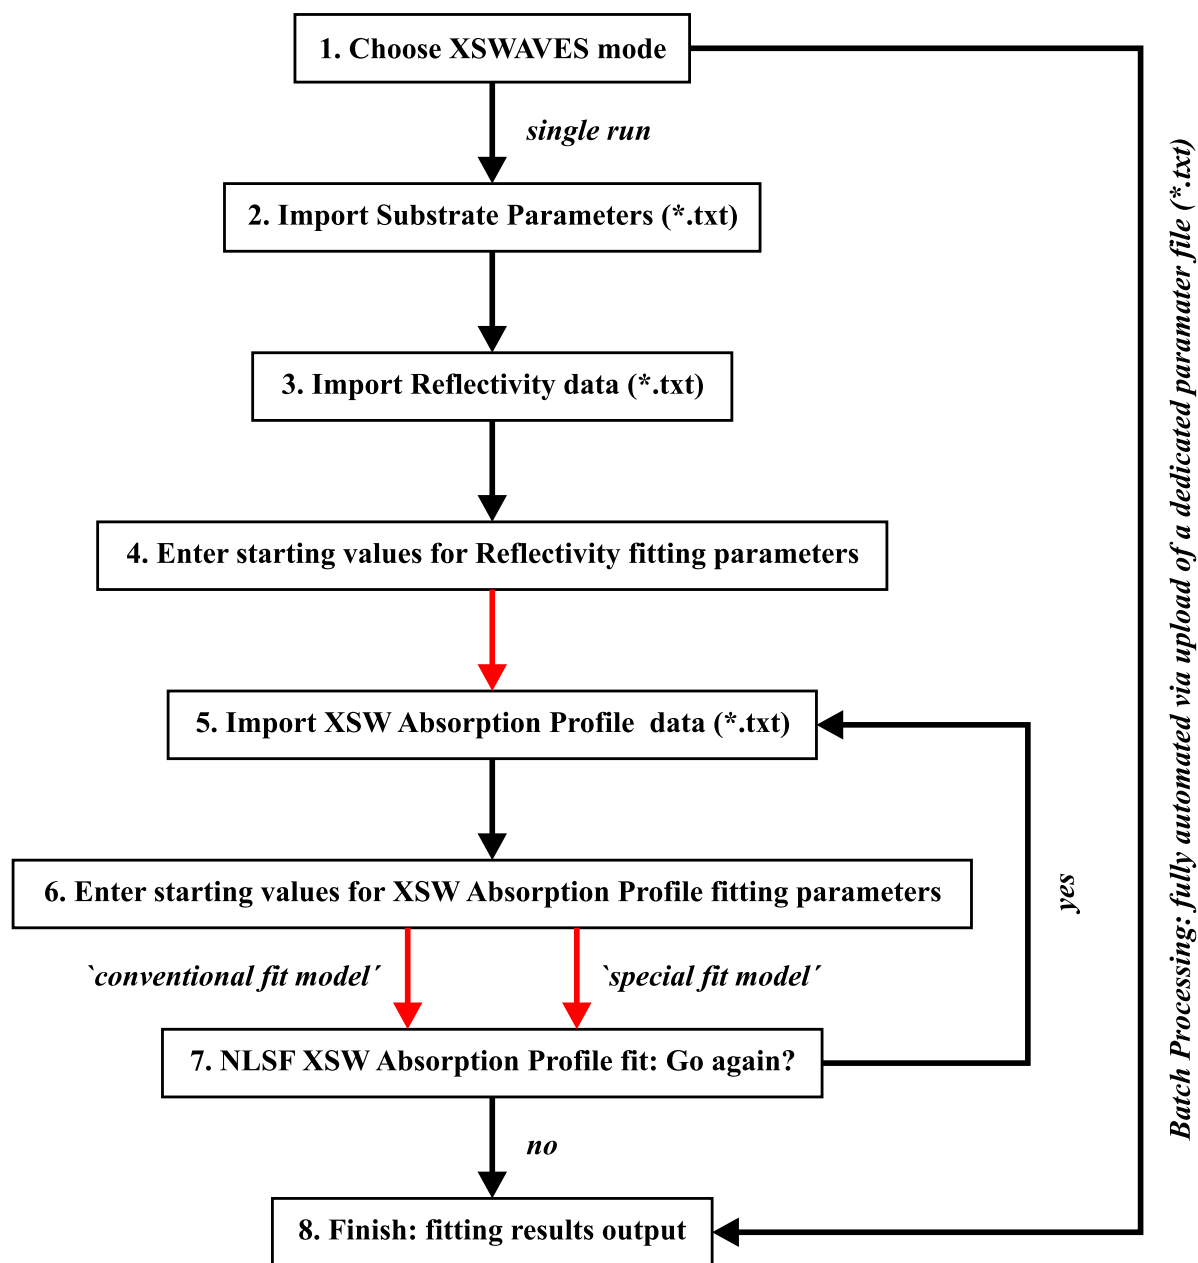 1. Choose XSWAVES mode
single run
2. Import Substrate Parameters (*.txt)
3. Import Reflectivity data (*.txt)
4. Enter starting values for Reflectivity fitting parameters
5. Import XSW Absorption Profile  data (*.txt)
6. Enter starting values for XSW Absorption Profile fitting parameters
`conventional fit model´
`special fit model´
7. NLSF XSW Absorption Profile fit: Go again?
yes
no
8. Finish: fitting results output
Batch Processing: fully automated via upload of a dedicated paramater file (*.txt)